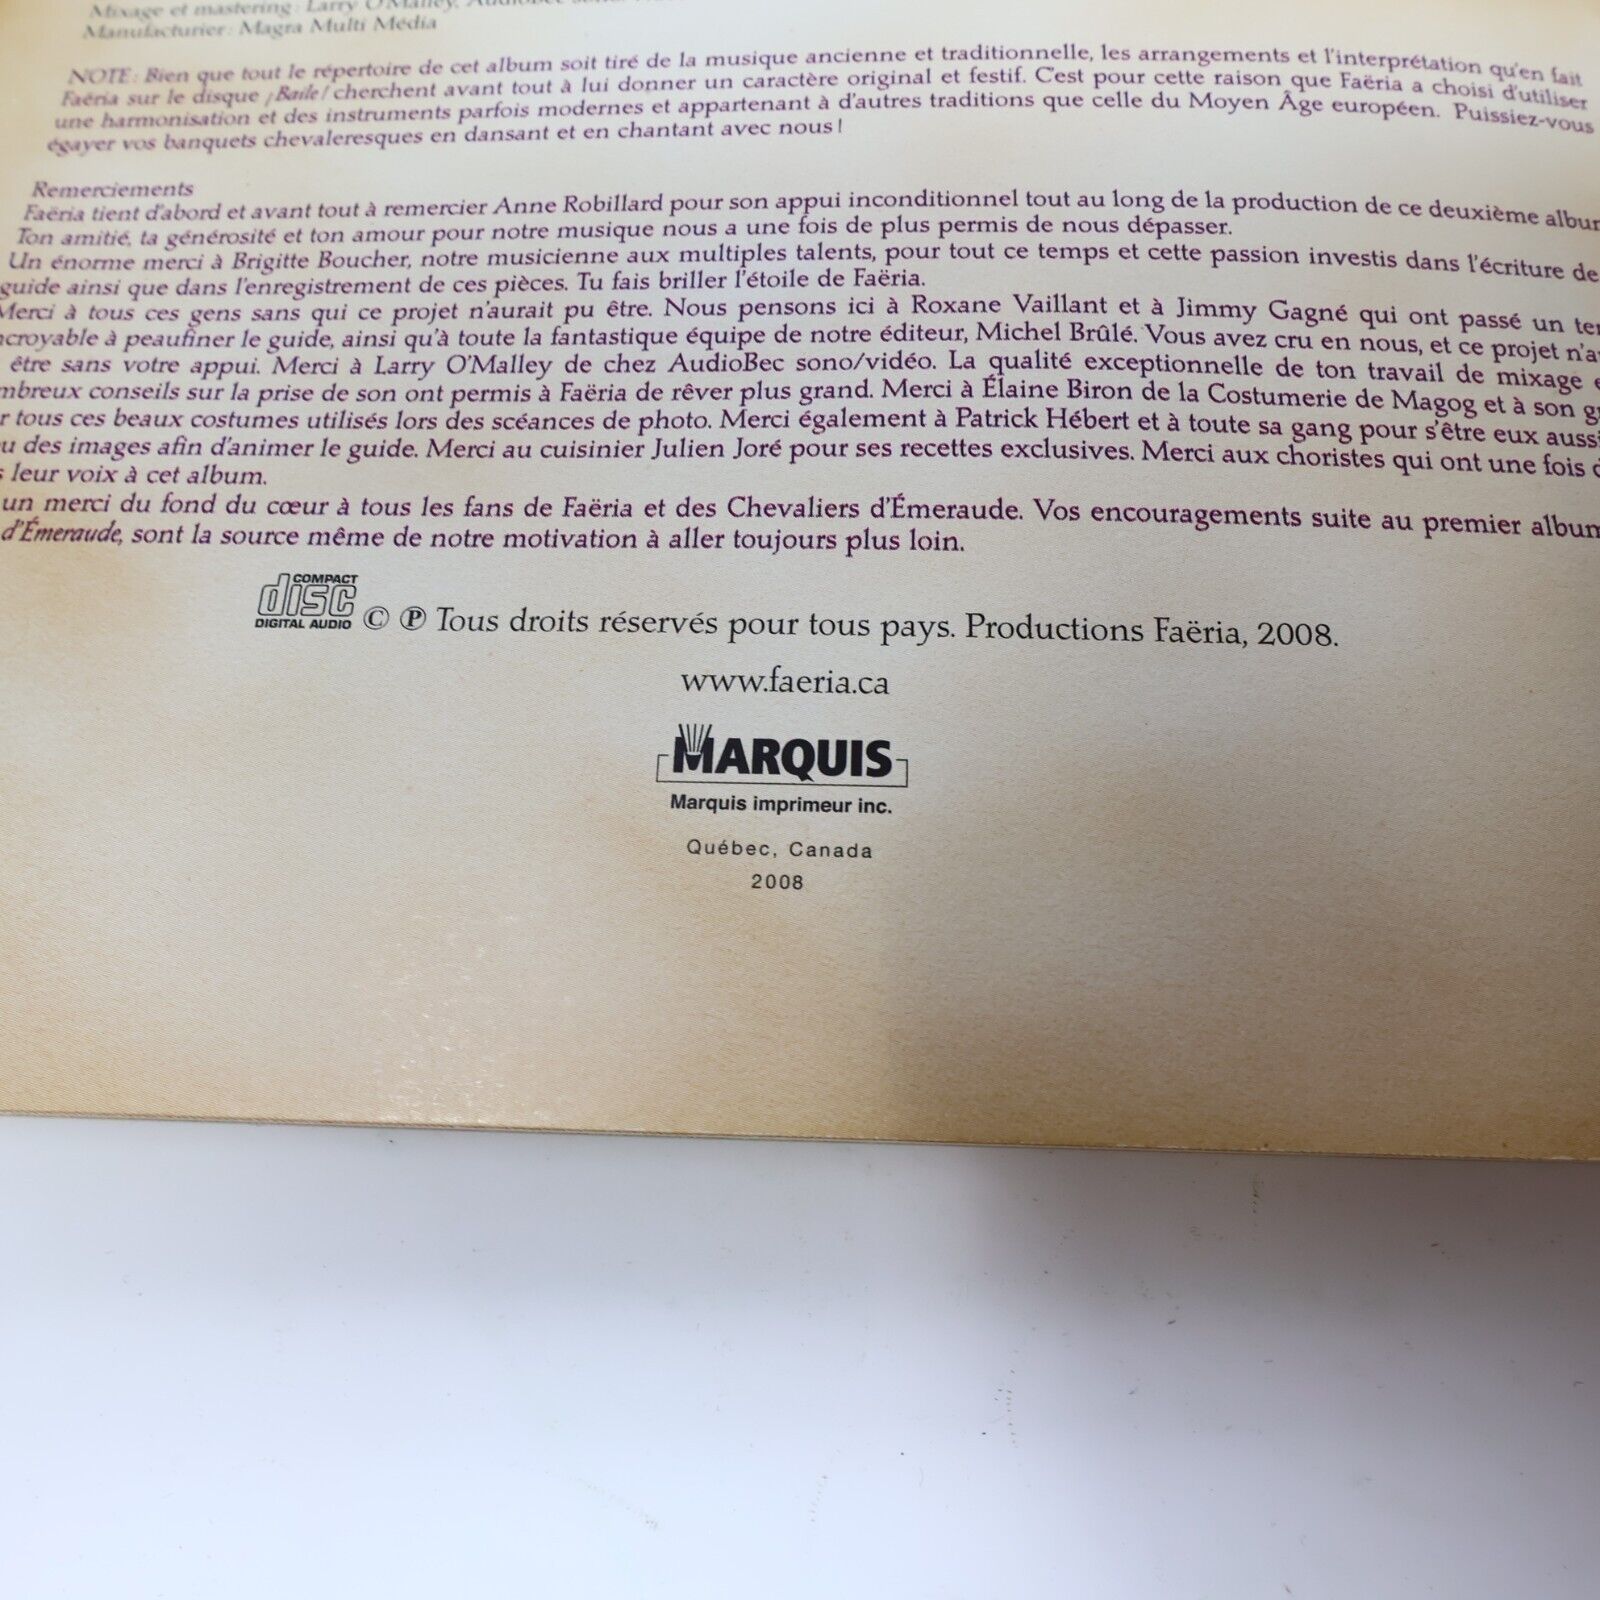 Mixage et mastering : Larry O'Malley, AudioBec
Manufacturier : Magra Multi Média
NOTE : Bien que tout le répertoire de cet album soit tiré de la musique ancienne et traditionnelle, les arrangements et l'interprétation qu'en fait
Faëria sur le disque ¡Baile! cherchent avant tout à lui donner un caractère original et festif. C'est pour cette raison que Faëria a choisi d'utiliser
une harmonisation et des instruments parfois modernes et appartenant à d'autres traditions que celle du Moyen Âge européen. Puissiez-vous
égayer vos banquets chevaleresques en dansant et en chantant avec nous !
Remerciements
Faëria tient d'abord et avant tout à remercier Anne Robillard pour son appui inconditionnel tout au long de la production de ce deuxième album
Ton amitié, ta générosité et ton amour pour notre musique nous a une fois de plus permis de nous dépasser.
Un énorme merci à Brigitte Boucher, notre musicienne aux multiples talents, pour tout ce temps et cette passion investis dans l'écriture de
guide ainsi que dans l'enregistrement de ces pièces. Tu fais briller l'étoile de Faëria.
Merci à tous ces gens sans qui ce projet n'aurait pu être. Nous pensons ici à Roxane Vaillant et à Jimmy Gagné qui ont passé un
croyable à peaufiner le guide, ainsi qu'à toute la fantastique équipe de notre éditeur, Michel Brûlé. Vous avez cru en nous, et ce projet
être sans votre appui. Merci à Larry O'Malley de chez AudioBec sono/vidéo. La qualité exceptionnelle de ton travail de mixage
mbreux conseils sur la prise de son ont permis à Faëria de rêver plus grand. Merci à Élaine Biron de la Costumerie de Magog et à son
r tous ces beaux costumes utilisés lors des scéances de photo. Merci également à Patrick Hébert et à toute sa gang pour s'être eux aussi
u des images afin d'animer le guide. Merci au cuisinier Julien Joré pour ses recettes exclusives. Merci aux choristes qui ont une fois
leur voix à cet album.
un merci du fond du cœur à tous les fans de Faëria et des Chevaliers d'Émeraude. Vos encouragements suite au premier album
d'Émeraude, sont la source même de notre motivation à aller toujours plus loin.
COMPACT disc DIGITAL AUDIO © ℗ Tous droits réservés pour tous pays. Productions Faëria, 2008.
www.faeria.ca
MARQUIS
Marquis imprimeur inc.
Québec, Canada
2008